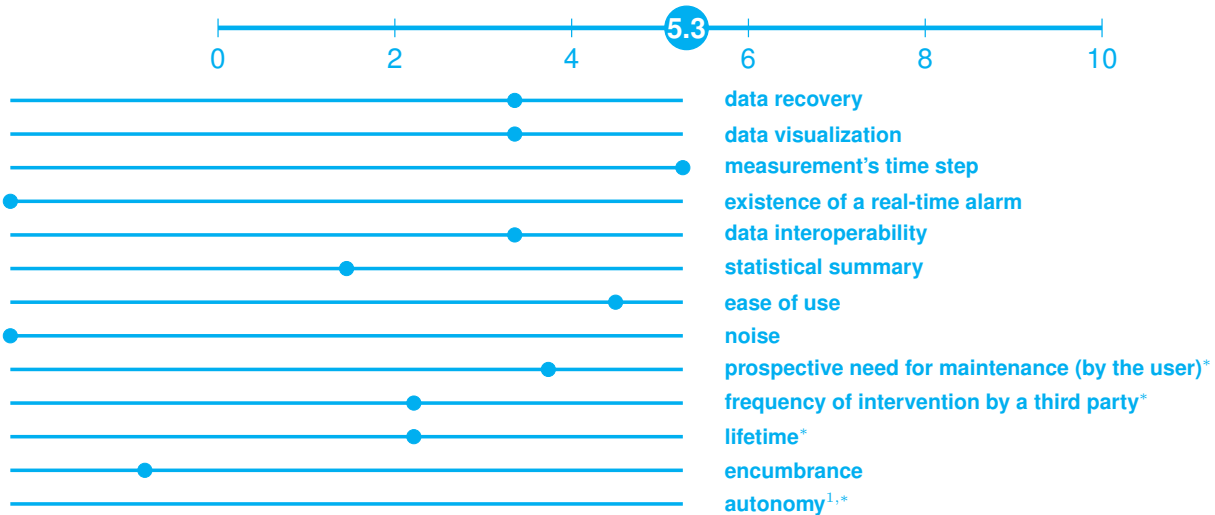 5.3
0 2 4 6 8 10
data recovery
data visualization
measurement's time step
existence of a real-time alarm
data interoperability
statistical summary
ease of use
noise
prospective need for maintenance (by the user)*
frequency of intervention by a third party*
lifetime*
encumbrance
autonomy1,*